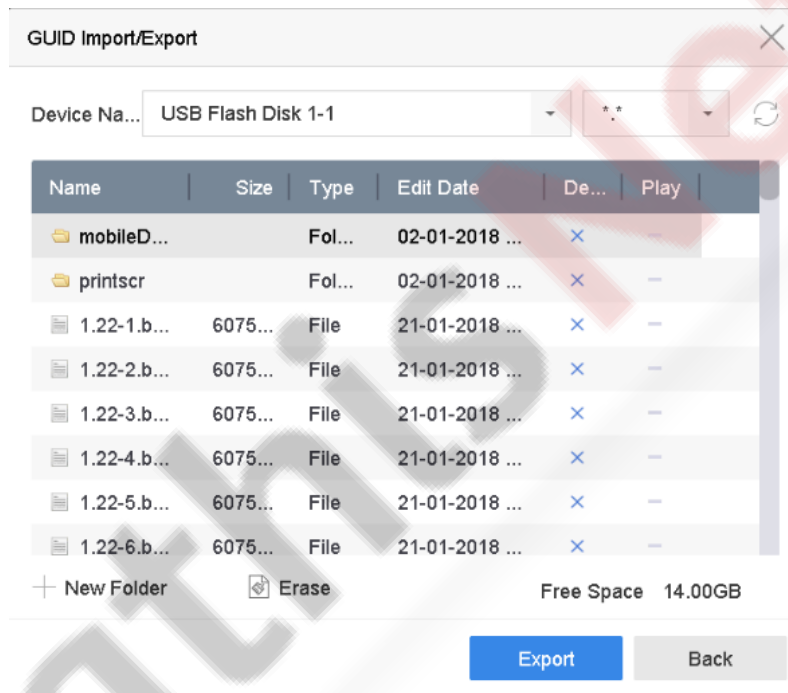 GUID Import/Export
Device Na... USB Flash Disk 1-1 *.*
Name Size Type Edit Date De... Play
mobileD... Fol... 02-01-2018 ...
printscr Fol... 02-01-2018 ...
1.22-1.b... 6075... File 21-01-2018 ...
1.22-2.b... 6075... File 21-01-2018 ...
1.22-3.b... 6075... File 21-01-2018 ...
1.22-4.b... 6075... File 21-01-2018 ...
1.22-5.b... 6075... File 21-01-2018 ...
1.22-6.b... 6075... File 21-01-2018 ...
New Folder Erase Free Space 14.00GB
Export Back